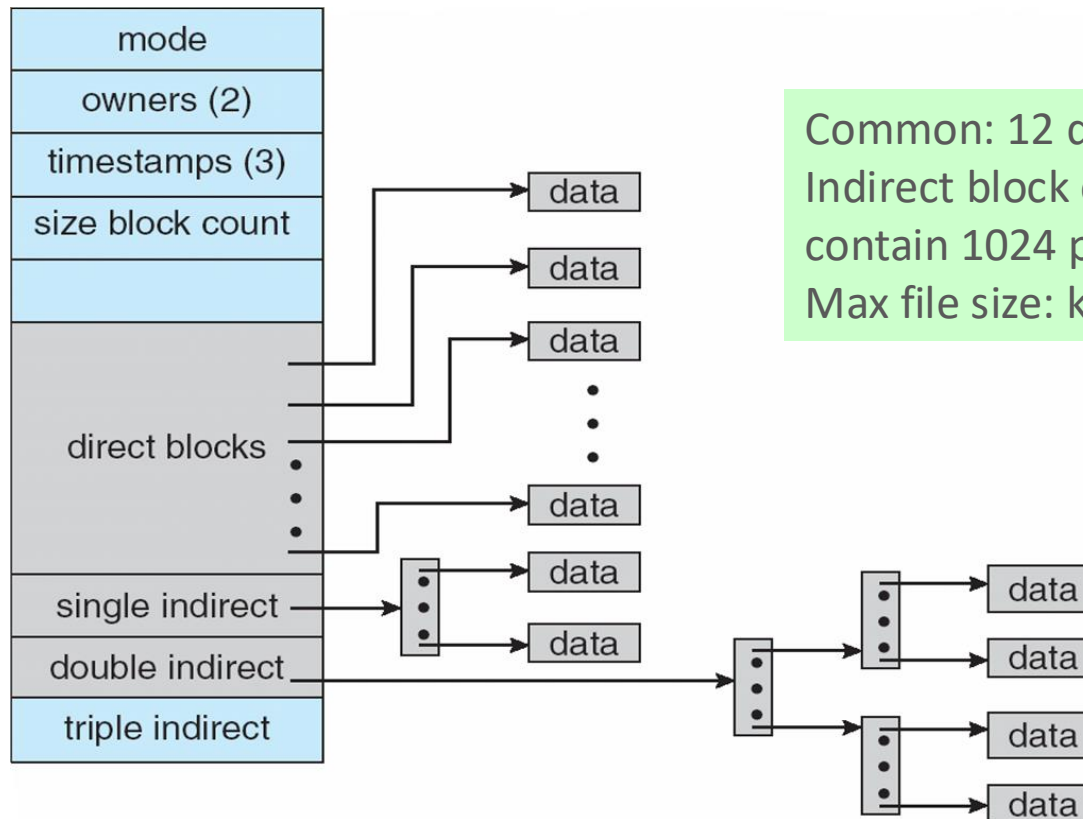 mode
owners (2)
timestamps (3)
size block count
direct blocks
single indirect
double indirect
triple indirect
data
data
data
data
data
data
data
data
data
data
Common: 12
Indirect block
contain 1024
Max file size: